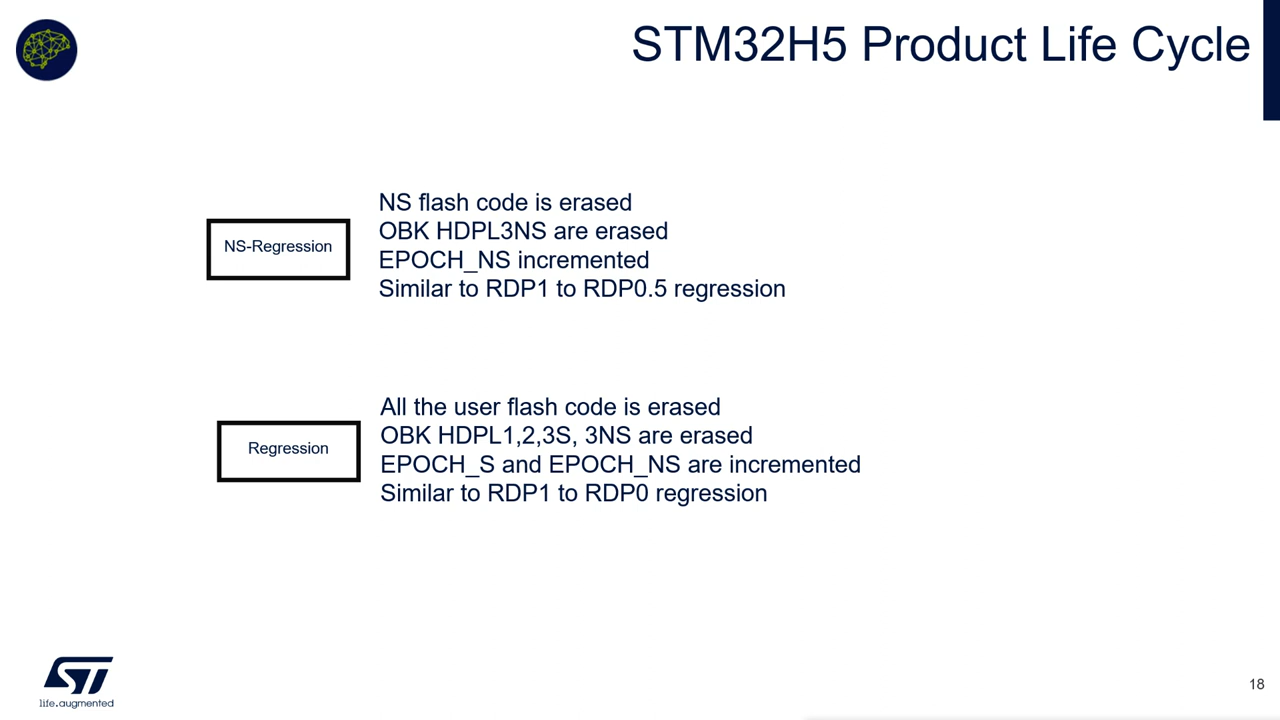 STM32H5 Product Life Cycle
NS-Regression
NS flash code is erased
OBK HDPL3NS are erased
EPOCH_NS incremented
Similar to RDP1 to RDP0.5 regression
Regression
All the user flash code is erased
OBK HDPL1,2,3S, 3NS are erased
EPOCH_S and EPOCH_NS are incremented
Similar to RDP1 to RDP0 regression
ST
life.augmented
18